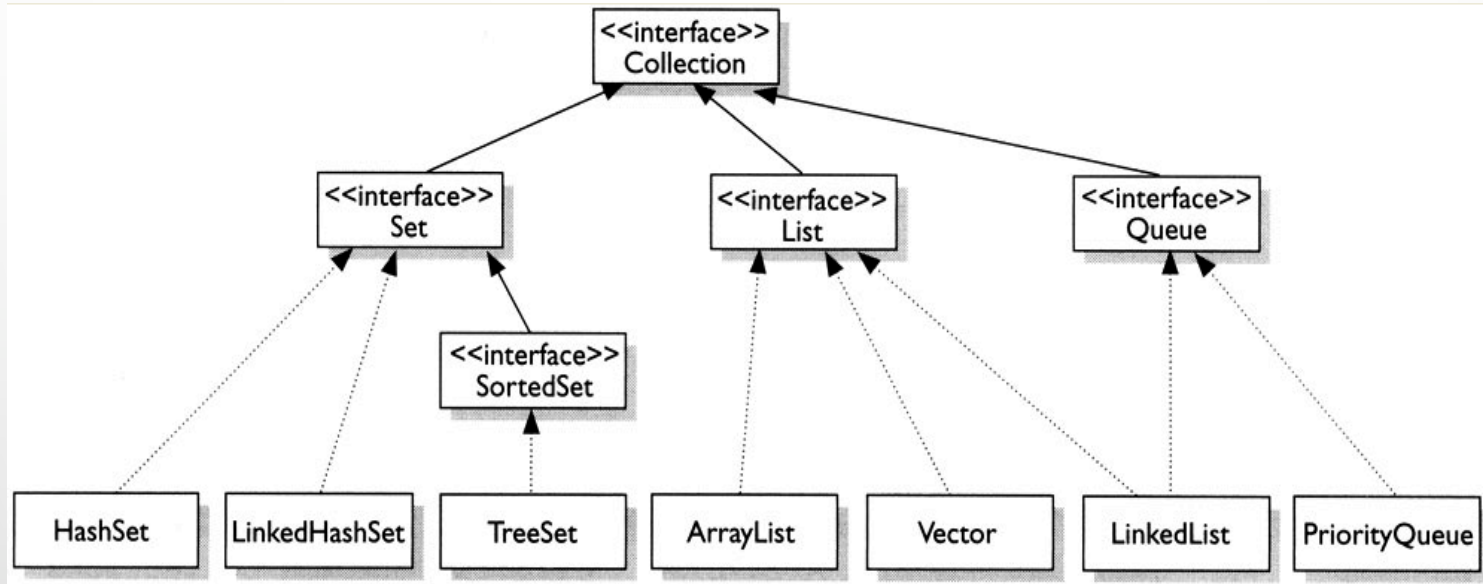 <<interface>>
Collection
<<interface>>
Set
<<interface>>
List
<<interface>>
Queue
<<interface>>
SortedSet
HashSet
LinkedHashSet
TreeSet
ArrayList
Vector
LinkedList
PriorityQueue